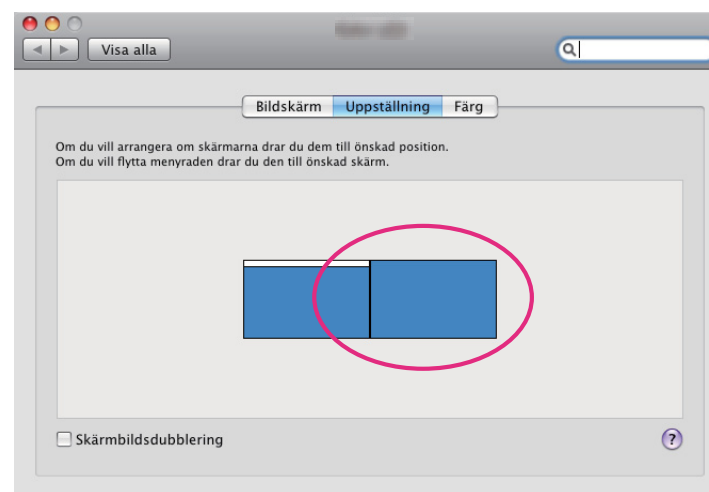 Visa alla
Bildskärm Uppställning Färg
Om du vill arrangera om skärmarna drar du dem till önskad position.
Om du vill flytta menyraden drar du den till önskad skärm.
Skärmbildsdubblering
?